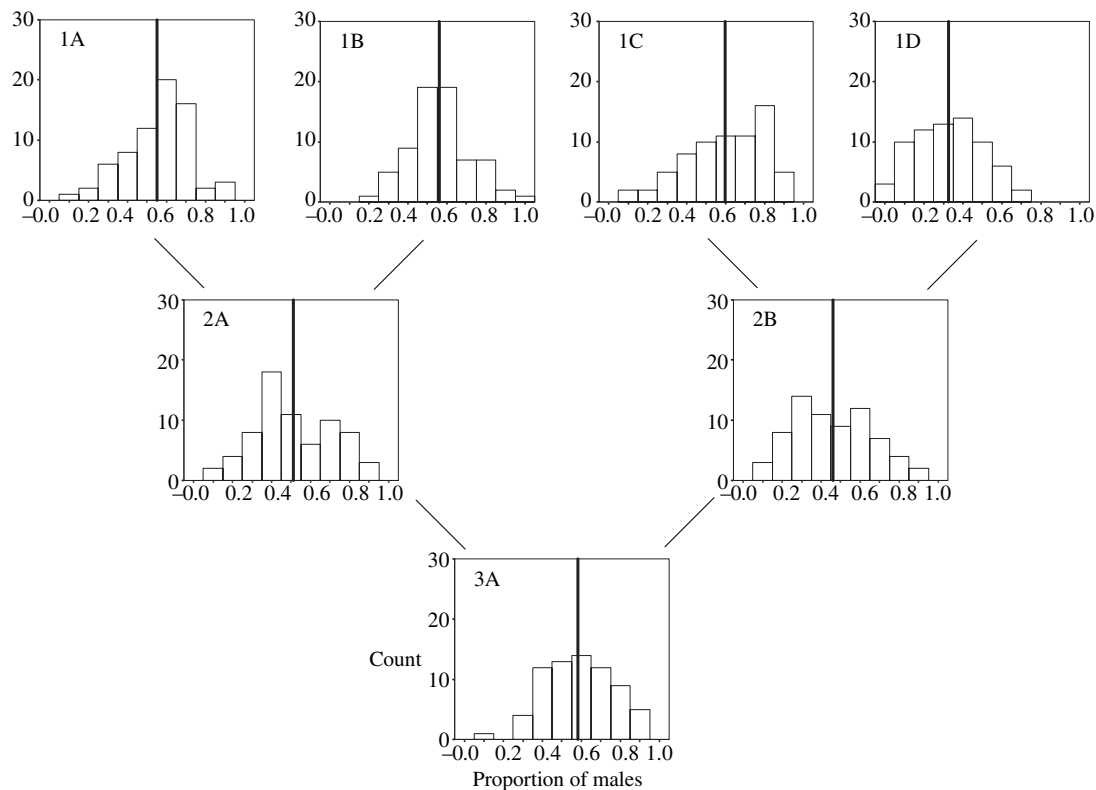 30 30 30 30
1A 1B 1C 1D
20 20 20 20
10 10 10 10
0 0 0 0
–0.0 0.2 0.4 0.6 0.8 1.0 –0.0 0.2 0.4 0.6 0.8 1.0 –0.0 0.2 0.4 0.6 0.8 1.0 –0.0 0.2 0.4 0.6 0.8 1.0
30 30
2A 2B
20 20
10 10
0 0
–0.0 0.2 0.4 0.6 0.8 1.0 –0.0 0.2 0.4 0.6 0.8 1.0
30
3A
20
Count
10
0
–0.0 0.2 0.4 0.6 0.8 1.0
Proportion of males